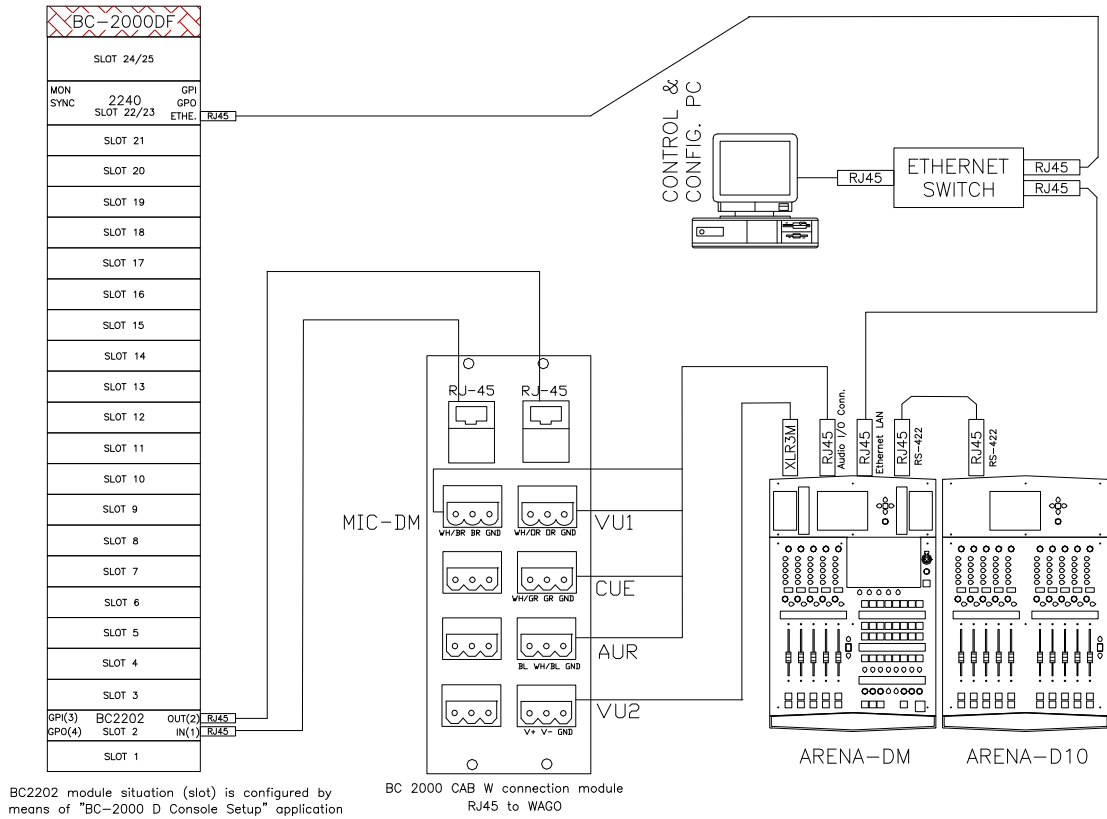 BC-2000DF
SLOT 24/25
MON GPI
SYNC 2240 GPO
SLOT 22/23 ETHE. RJ45
SLOT 21
SLOT 20
SLOT 19
SLOT 18
SLOT 17
SLOT 16
SLOT 15
SLOT 14
SLOT 13
SLOT 12
SLOT 11
SLOT 10
SLOT 9
SLOT 8
SLOT 7
SLOT 6
SLOT 5
SLOT 4
SLOT 3
GPI(3) BC2202 OUT(2) RJ45
GPO(4) SLOT 2 IN(1) RJ45
SLOT 1
BC2202 module situation (slot) is configured by
means of "BC-2000 D Console Setup" application
CONTROL &
CONFIG. PC
RJ45
ETHERNET
SWITCH
RJ45
RJ45
RJ-45 RJ-45
MIC-DM
WH/BR BR GND
WH/OR OR GND
VU1
WH/GR GR GND
CUE
BL WH/BL GND
AUR
V+ V- GND
VU2
BC 2000 CAB W connection module
RJ45 to WAGO
XLR3M
RJ45
Audio I/O Conn.
RJ45
Ethernet LAN
RJ45
RS-422
RJ45
RS-422
ARENA-DM
ARENA-D10